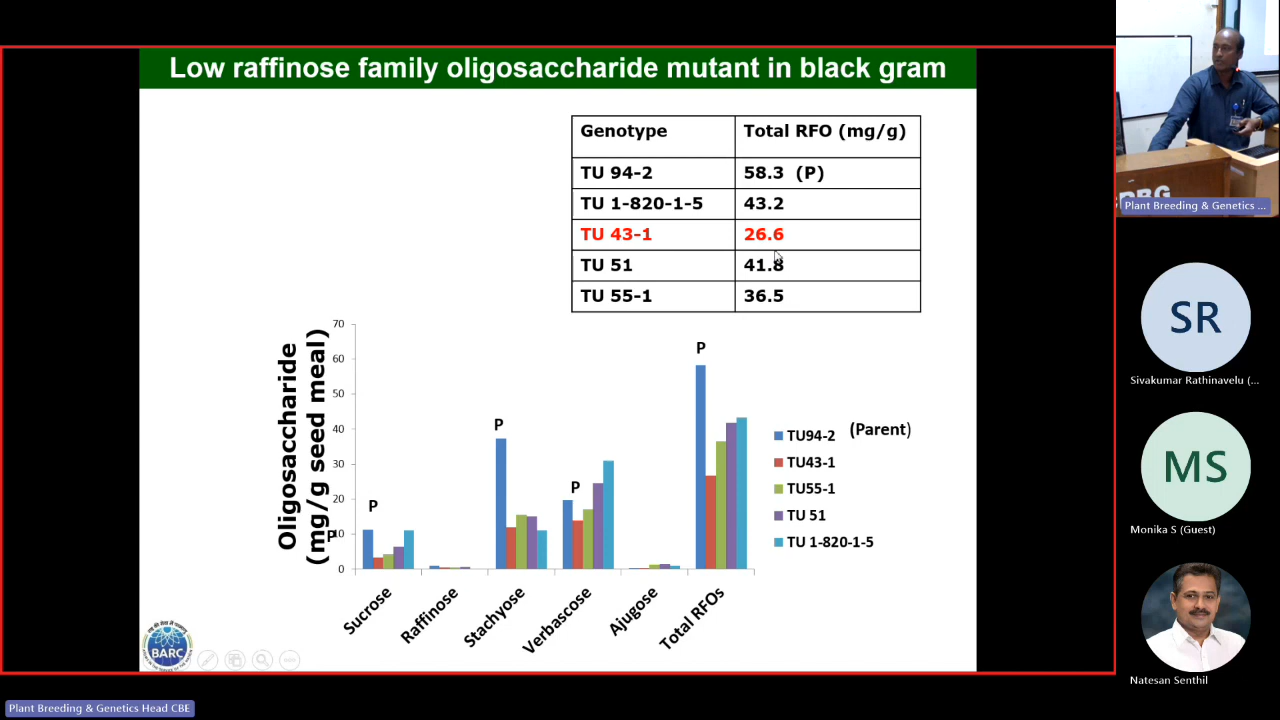 Low raffinose family oligosaccharide mutant in black gram
Genotype Total RFO (mg/g)
TU 94-2 58.3 (P)
TU 1-820-1-5 43.2
TU 43-1 26.6
TU 51 41.8
TU 55-1 36.5
Oligosaccharide
(mg/g seed meal)
70
60
50
40
30
20
10
0
P
P
P
P
P
Sucrose
Raffinose
Stachyose
Verbascose
Ajugose
Total RFOs
TU94-2 (Parent)
TU43-1
TU55-1
TU 51
TU 1-820-1-5
BARC
Plant Breeding & Genetics Head CBE
Plant Breeding & Genetics ...
SR
Sivakumar Rathinavelu (...
MS
Monika S (Guest)
Natesan Senthil